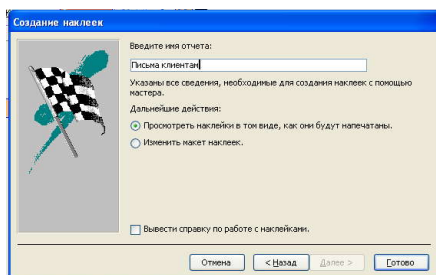 Создание наклеек
Введите имя отчета:
Письма клиентам
Указаны все сведения, необходимые для создания наклеек с помощью
мастера.
Дальнейшие действия:
Просмотреть наклейки в том виде, как они будут напечатаны.
Изменить макет наклеек.
Вывести справку по работе с наклейками.
Отмена
< Назад
Далее >
Готово